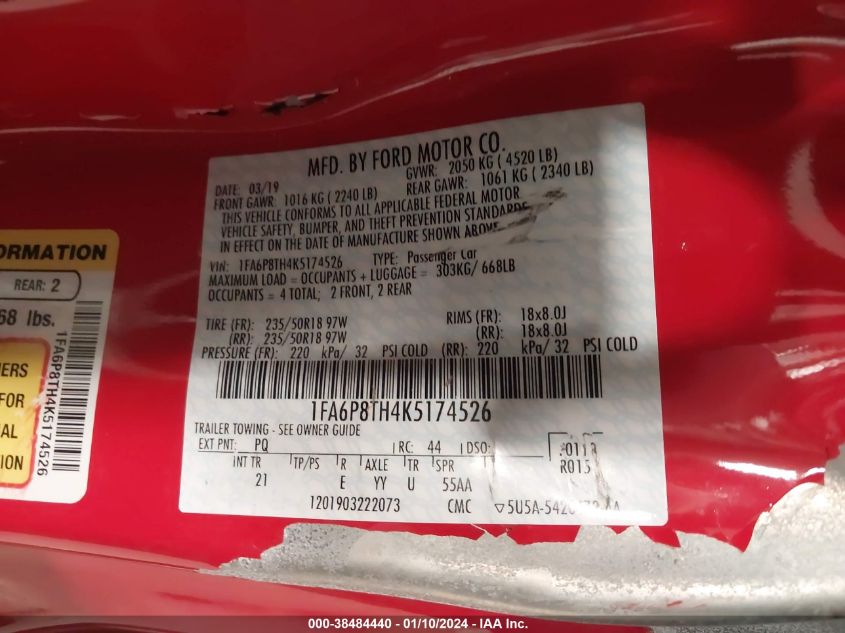 MFD. BY FORD MOTOR CO.
DATE: 03/19 GVWR: 2050 KG ( 4520 LB)
FRONT GAWR: 1016 KG ( 2240 LB) REAR GAWR: 1061 KG ( 2340 LB)
THIS VEHICLE CONFORMS TO ALL APPLICABLE FEDERAL MOTOR
VEHICLE SAFETY, BUMPER, AND THEFT PREVENTION STANDARDS
IN EFFECT ON THE DATE OF MANUFACTURE SHOWN ABOVE.
VIN: 1FA6P8TH4K5174526 TYPE: Passenger Car
MAXIMUM LOAD = OCCUPANTS + LUGGAGE = 303KG/ 668LB
OCCUPANTS = 4 TOTAL; 2 FRONT, 2 REAR
TIRE (FR): 235/50R18 97W RIMS (FR): 18x8.0J
(RR): 235/50R18 97W (RR): 18x8.0J
PRESSURE (FR): 220 kPa/ 32 PSI COLD (RR): 220 kPa/ 32 PSI COLD
1FA6P8TH4K5174526
TRAILER TOWING - SEE OWNER GUIDE
EXT PNT: PQ RC: 44 DSO:
R015
INT TR TP/PS R AXLE TR SPR
21 E YY U 55AA
1201903222073 CMC
ORMATION
REAR: 2
68 lbs.
1FA6P8TH4K5174526
NERS
FOR
AL
TION
000-38484440 - 01/10/2024 - IAA Inc.